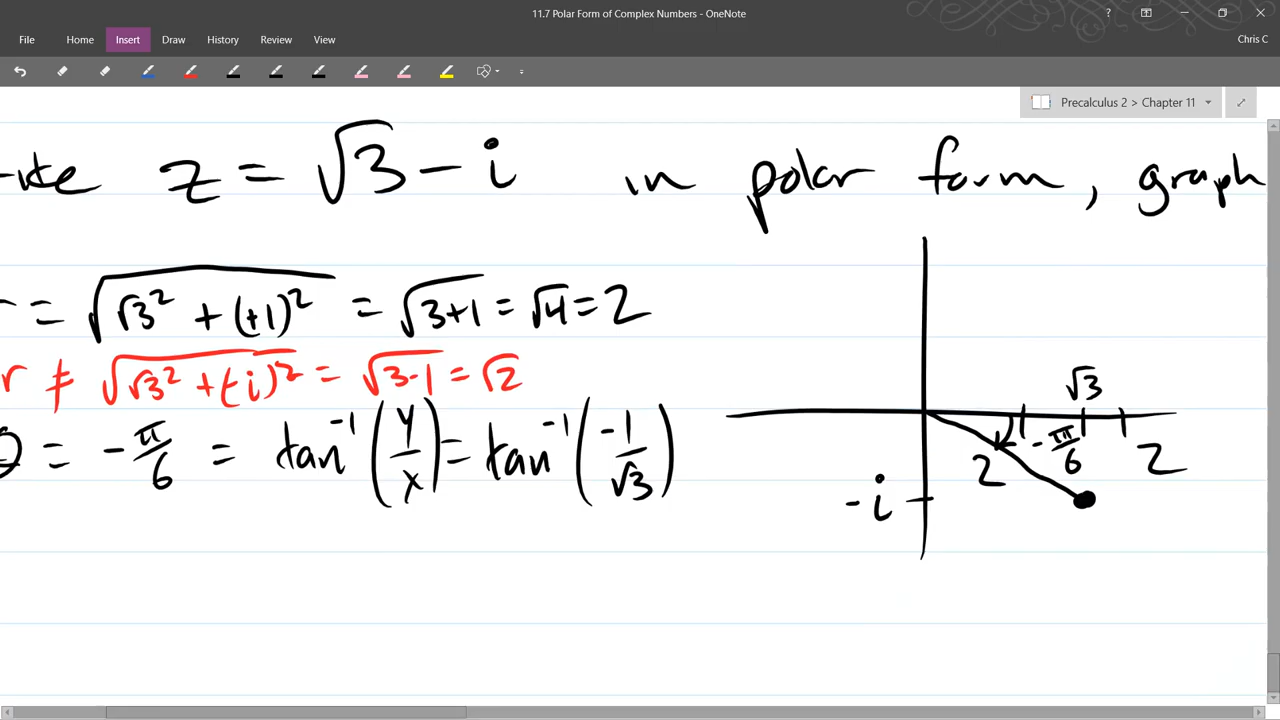 11.7 Polar Form of Complex Numbers - OneNote
File Home Insert Draw History Review View Chris C
Precalculus 2 > Chapter 11
z = √3 - i in polar form, graph
r = √(√3² + (+1)²) = √(3+1) = √4 = 2
r ≠ √(√3² + (-i)²) = √(3-1) = √2
θ = -π/6 = tan⁻¹(y/x) = tan⁻¹(-1/√3)
√3
-π/6
2 2
-i